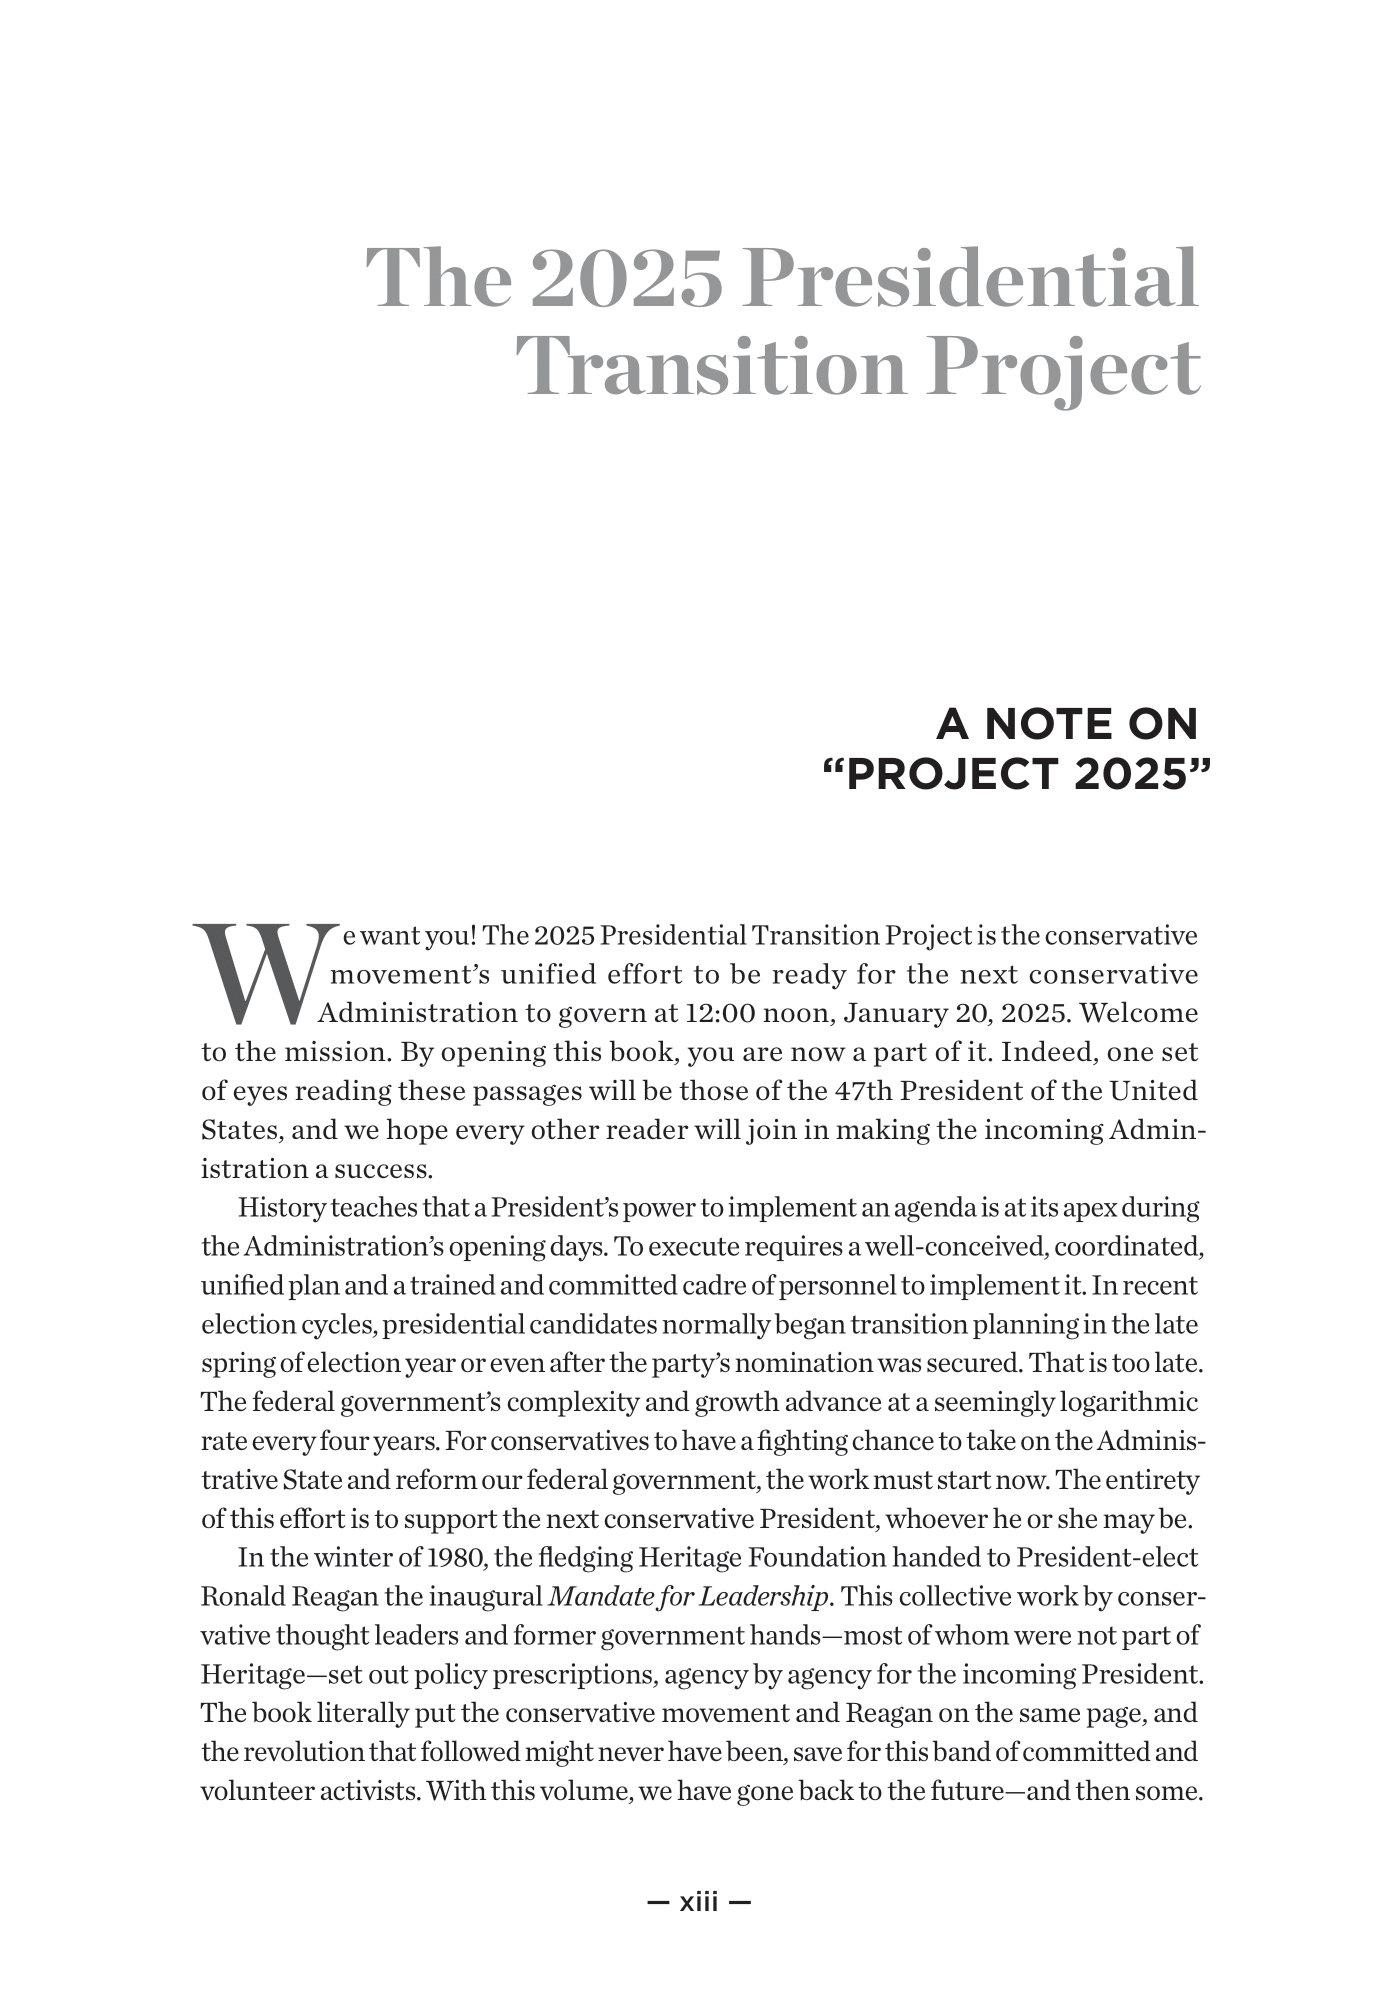 The 2025 Presidential
Transition Project
A NOTE ON
“PROJECT 2025”
We want you! The 2025 Presidential Transition Project is the conservative
movement’s unified effort to be ready for the next conservative
Administration to govern at 12:00 noon, January 20, 2025. Welcome
to the mission. By opening this book, you are now a part of it. Indeed, one set
of eyes reading these passages will be those of the 47th President of the United
States, and we hope every other reader will join in making the incoming Admin-
istration a success.
History teaches that a President’s power to implement an agenda is at its apex during
the Administration’s opening days. To execute requires a well-conceived, coordinated,
unified plan and a trained and committed cadre of personnel to implement it. In recent
election cycles, presidential candidates normally began transition planning in the late
spring of election year or even after the party’s nomination was secured. That is too late.
The federal government’s complexity and growth advance at a seemingly logarithmic
rate every four years. For conservatives to have a fighting chance to take on the Adminis-
trative State and reform our federal government, the work must start now. The entirety
of this effort is to support the next conservative President, whoever he or she may be.
In the winter of 1980, the fledging Heritage Foundation handed to President-elect
Ronald Reagan the inaugural Mandate for Leadership. This collective work by conser-
vative thought leaders and former government hands—most of whom were not part of
Heritage—set out policy prescriptions, agency by agency for the incoming President.
The book literally put the conservative movement and Reagan on the same page, and
the revolution that followed might never have been, save for this band of committed and
volunteer activists. With this volume, we have gone back to the future—and then some.
— xiii —